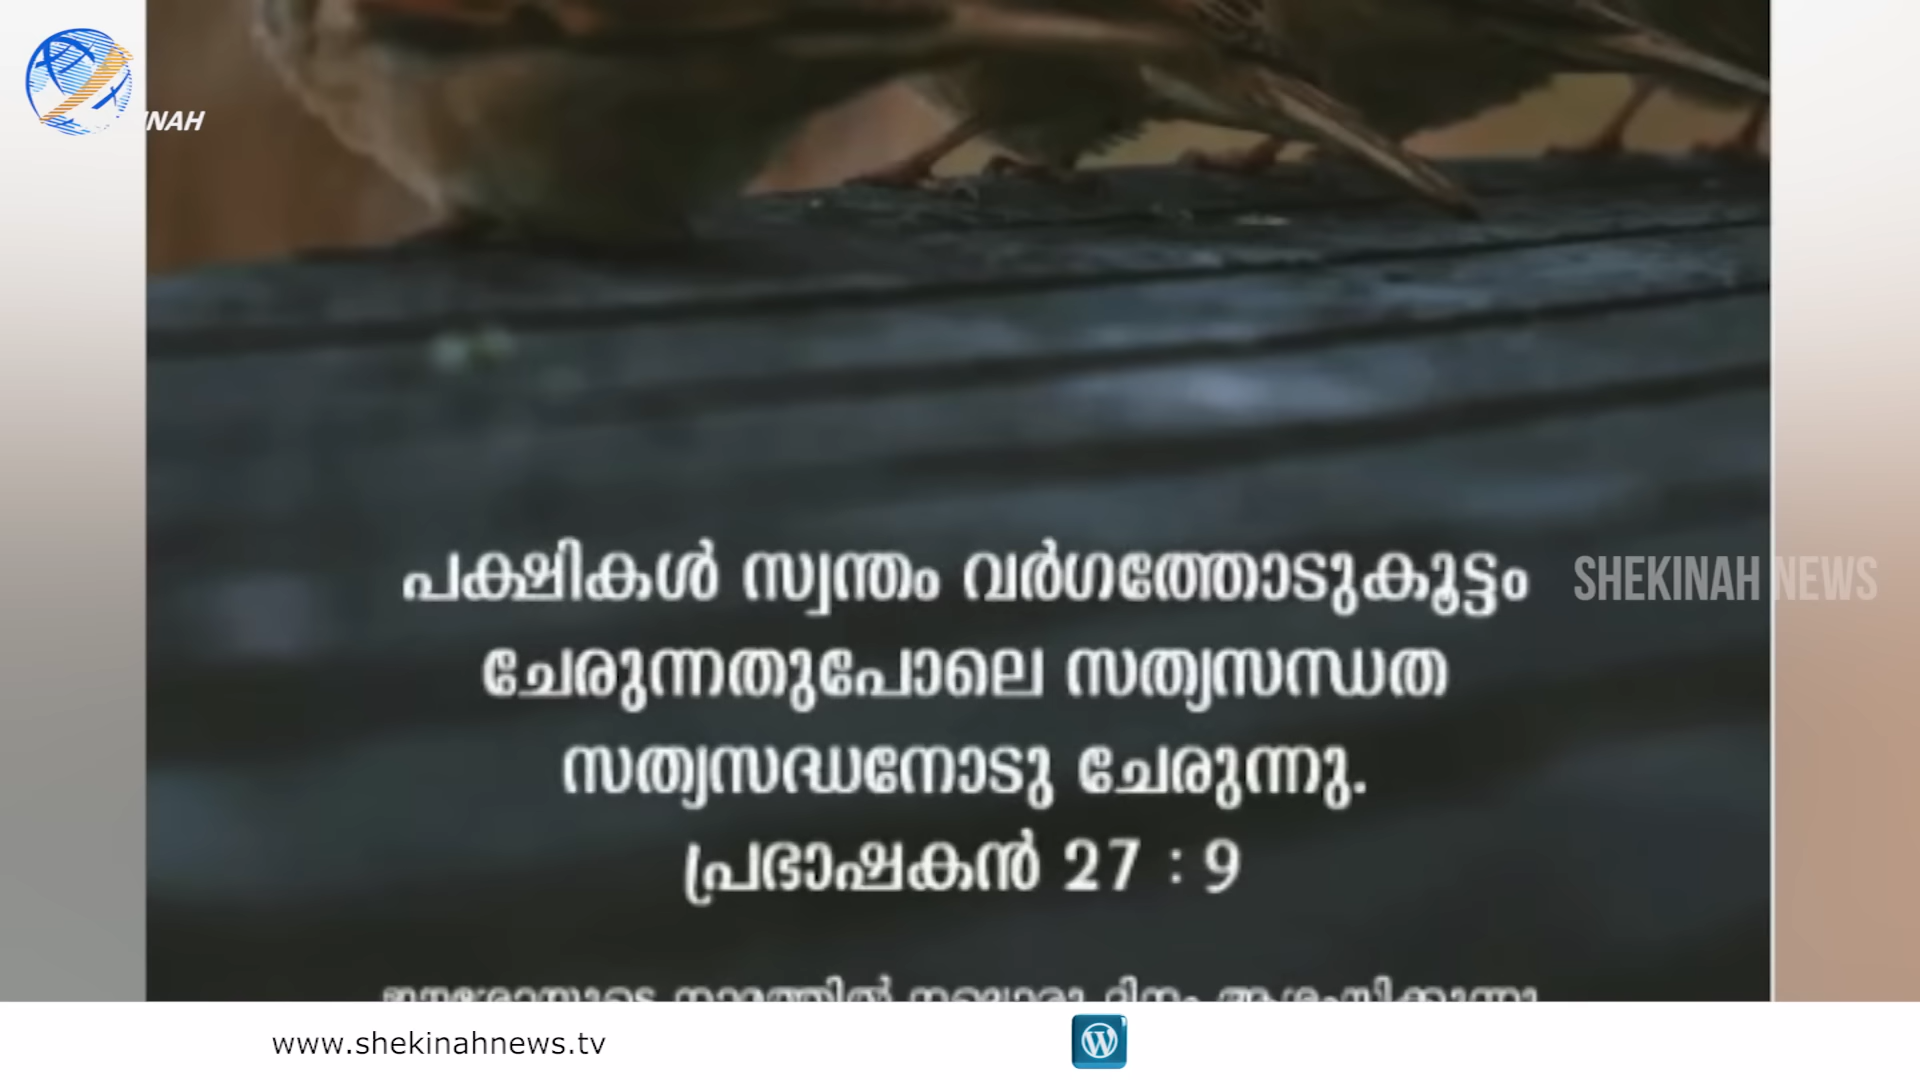 INAH
പക്ഷികൾ സ്വന്തം വർഗത്തോടുകൂട്ടം
SHEKINAH NEWS
ചേരുന്നതുപോലെ സത്യസന്ധത
സത്യസദ്ധനോടു ചേരുന്നു.
പ്രഭാഷകൻ 27 : 9
www.shekinahnews.tv